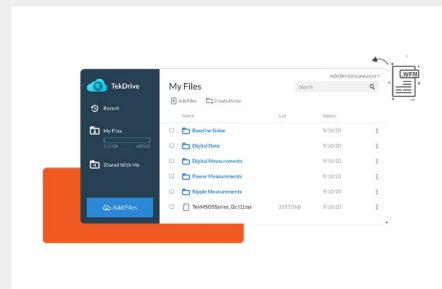 .WFM
TekDrive
My Files
Search
Recent
Add Files
Create Folder
Name
Size
Added
My Files
Baseline Noise
9/10/20
Digital Data
9/10/20
Shared With Me
Digital Measurements
9/10/20
Power Measurements
9/10/20
Ripple Measurements
9/10/20
Add Files
9/10/20